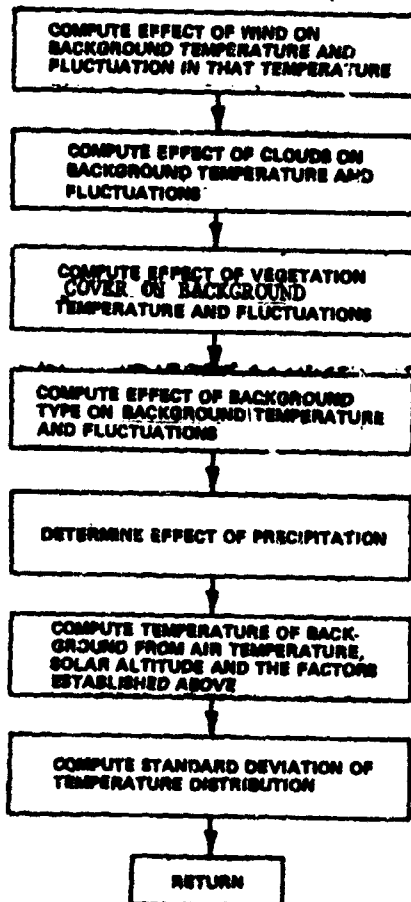 COMPUTE EFFECT OF WIND ON
BACKGROUND TEMPERATURE AND
FLUCTUATION IN THAT TEMPERATURE
COMPUTE EFFECT OF CLOUDS ON
BACKGROUND TEMPERATURE AND
FLUCTUATIONS
COMPUTE EFFECT OF VEGETATION
COVER ON BACKGROUND
TEMPERATURE AND FLUCTUATIONS
COMPUTE EFFECT OF BACKGROUND
TYPE ON BACKGROUND TEMPERATURE
AND FLUCTUATIONS
DETERMINE EFFECT OF PRECIPITATION
COMPUTE TEMPERATURE OF BACK-
GROUND FROM AIR TEMPERATURE,
SOLAR ALTITUDE AND THE FACTORS
ESTABLISHED ABOVE
COMPUTE STANDARD DEVIATION OF
TEMPERATURE DISTRIBUTION
RETURN